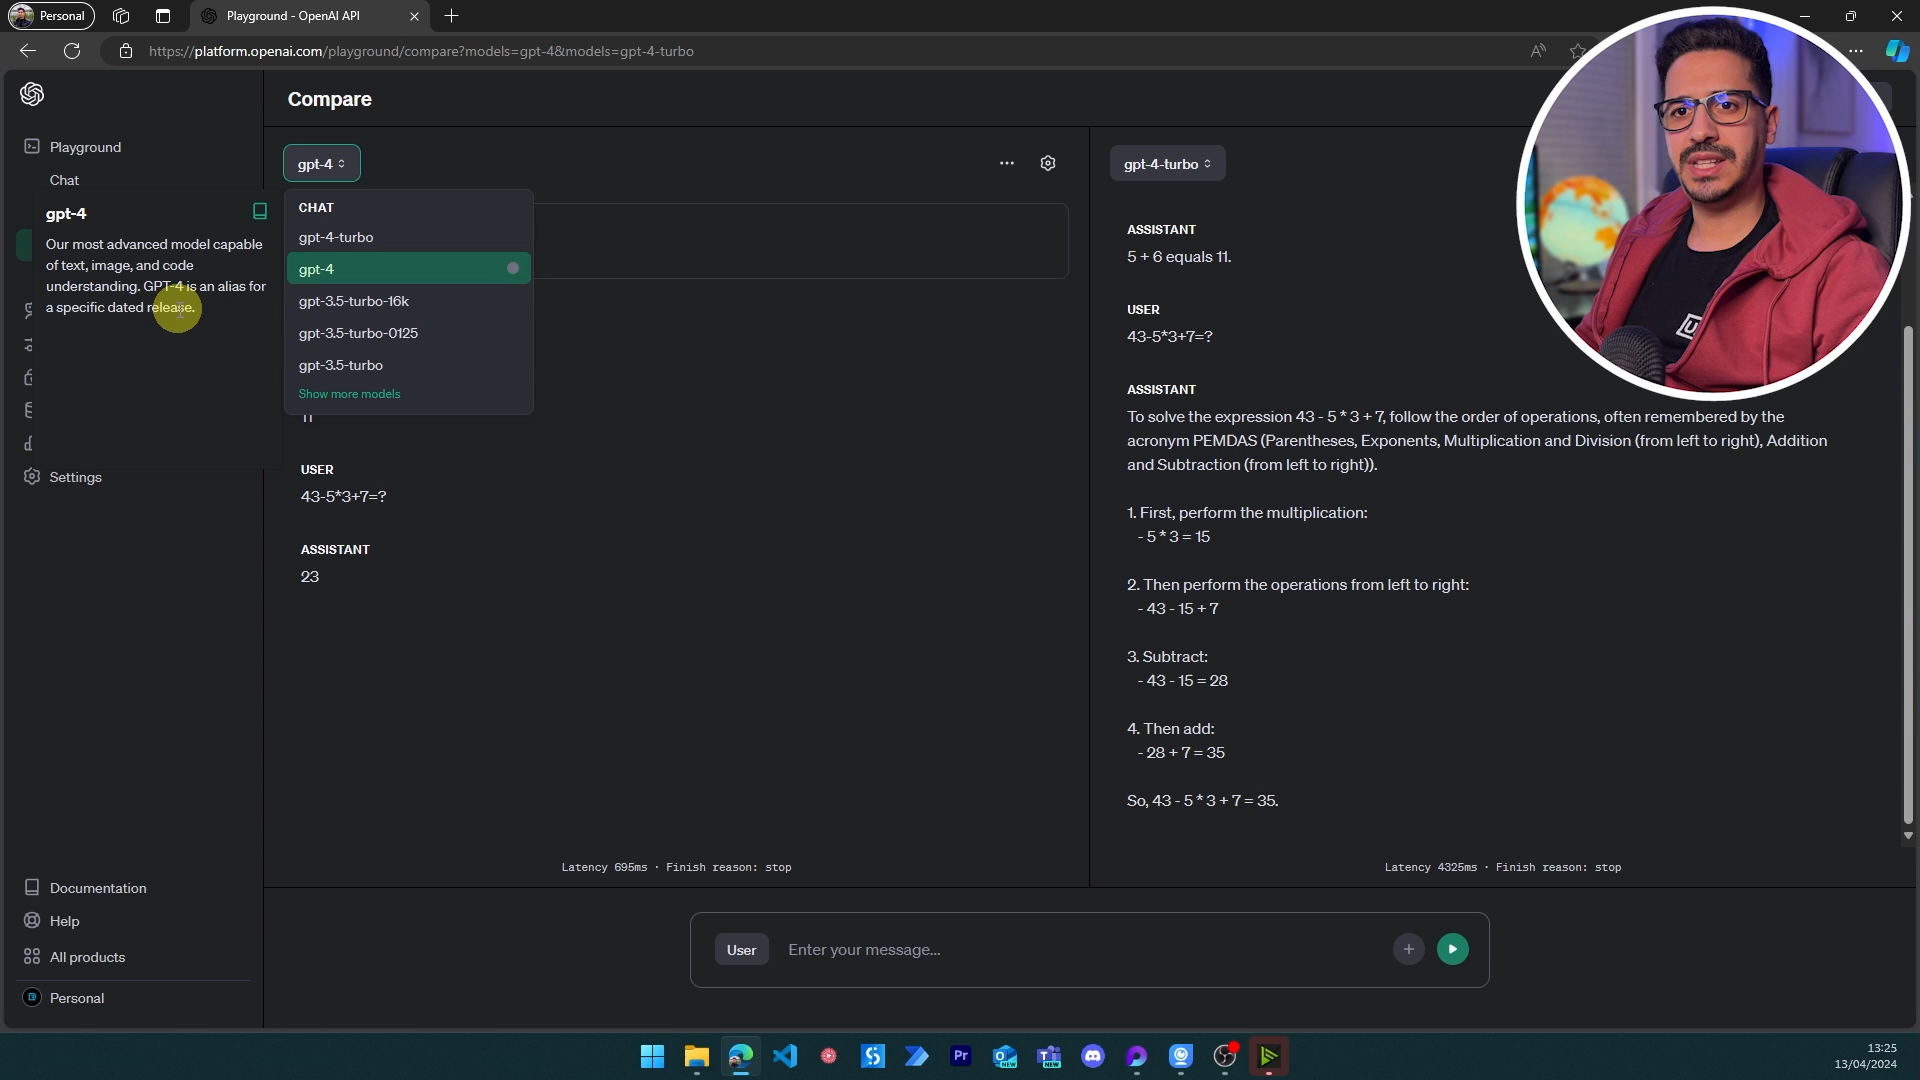 Personal
Playground - OpenAI API
https://platform.openai.com/playground/compare?models=gpt-4&models=gpt-4-turbo
Compare
Playground
Chat
gpt-4
Our most advanced model capable
of text, image, and code
understanding. GPT-4 is an alias for
a specific dated release.
Settings
Documentation
Help
All products
Personal
gpt-4
CHAT
gpt-4-turbo
gpt-4
gpt-3.5-turbo-16k
gpt-3.5-turbo-0125
gpt-3.5-turbo
Show more models
11
USER
43-5*3+7=?
ASSISTANT
23
Latency 695ms · Finish reason: stop
gpt-4-turbo
ASSISTANT
5 + 6 equals 11.
USER
43-5*3+7=?
ASSISTANT
To solve the expression 43 - 5 * 3 + 7, follow the order of operations, often remembered by the
acronym PEMDAS (Parentheses, Exponents, Multiplication and Division (from left to right), Addition
and Subtraction (from left to right)).
1. First, perform the multiplication:
- 5 * 3 = 15
2. Then perform the operations from left to right:
- 43 - 15 + 7
3. Subtract:
- 43 - 15 = 28
4. Then add:
- 28 + 7 = 35
So, 43 - 5 * 3 + 7 = 35.
Latency 4325ms · Finish reason: stop
User
Enter your message...
Pr
NEW
NEW
13:25
13/04/2024